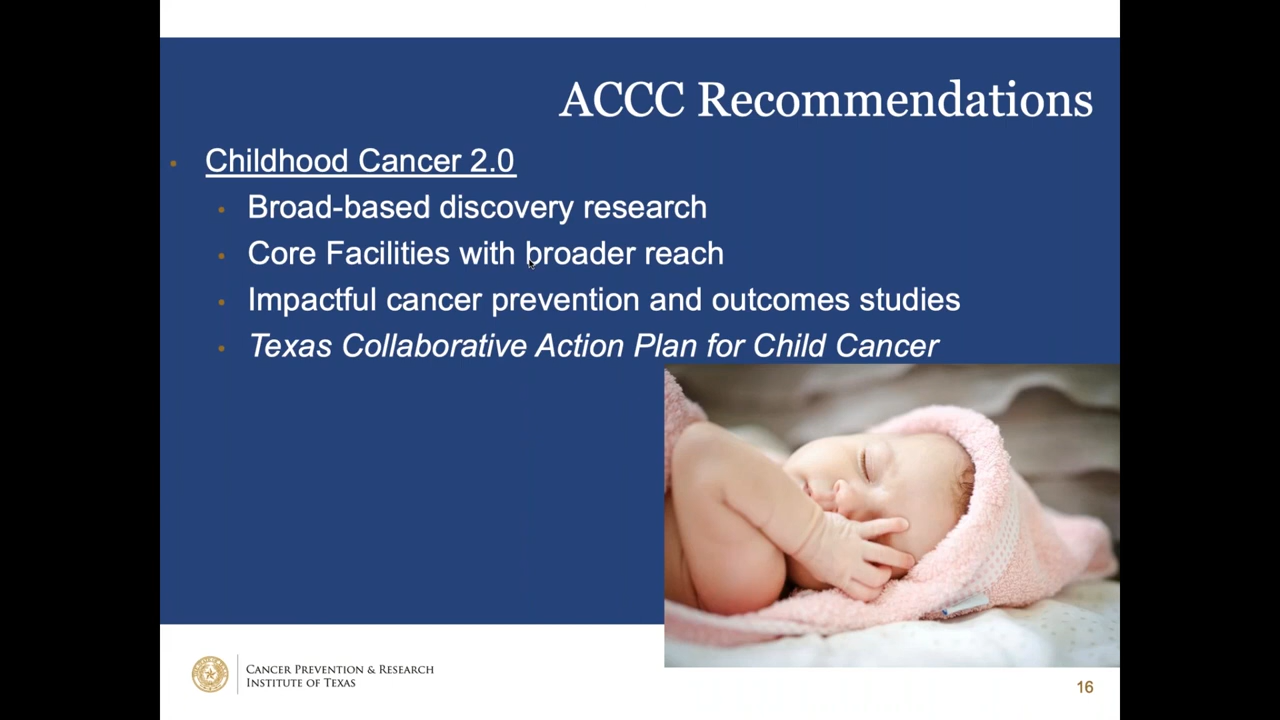 ACCC Recommendations
• Childhood Cancer 2.0
• Broad-based discovery research
• Core Facilities with broader reach
• Impactful cancer prevention and outcomes studies
• Texas Collaborative Action Plan for Child Cancer
CANCER PREVENTION & RESEARCH
INSTITUTE OF TEXAS
16